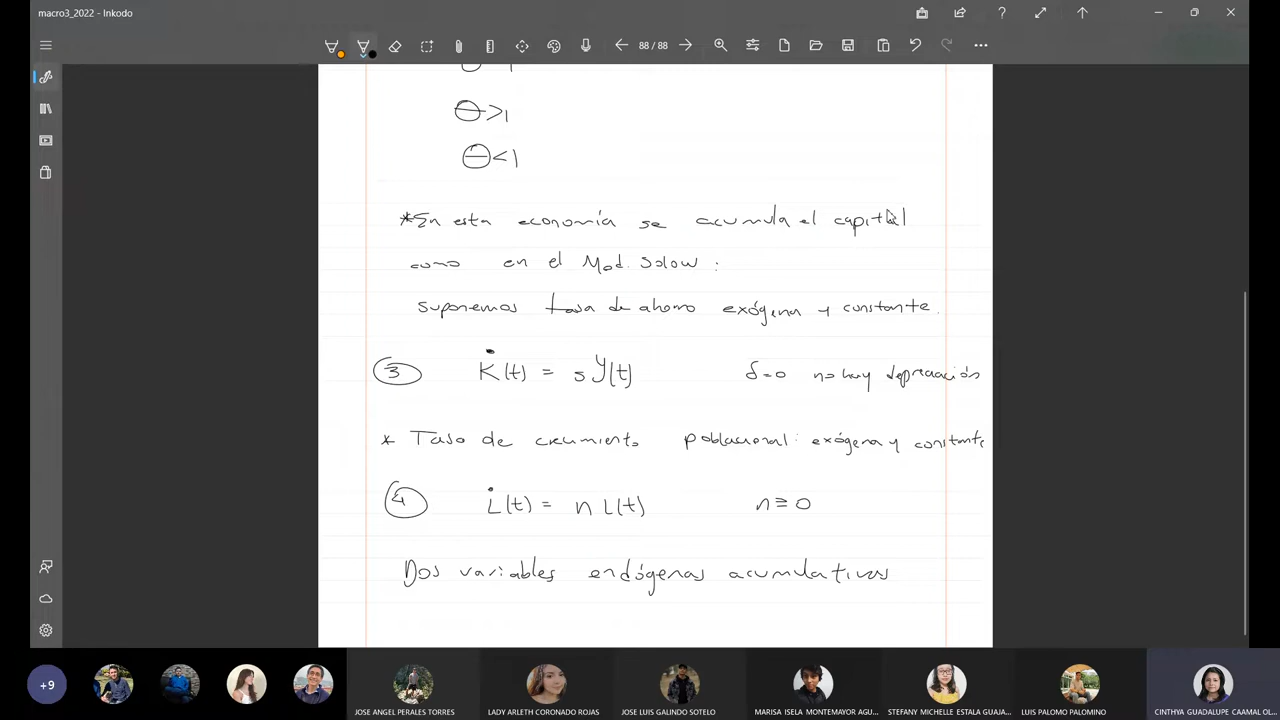 macro3_2022 - Inkodo
88 / 88
Θ>1
Θ<1
*En esta economía se acumula el capital
como en el Mod. Solow :
suponemos tasa de ahorro exógena y constante.
3 K̇(t) = sY(t) δ=0 no hay depreciación
* Tasa de crecimiento poblacional: exógena y constante
4 L̇(t) = n L(t) n ≥ 0
Dos variables endógenas acumulativas
+9
JOSE ANGEL PERALES TORRES
LADY ARLETH CORONADO ROJAS
JOSE LUIS GALINDO SOTELO
MARISA ISELA MONTEMAYOR AGU...
STEFANY MICHELLE ESTALA GUAJA...
LUIS PALOMO PALOMINO
CINTHYA GUADALUPE CAAMAL OL...